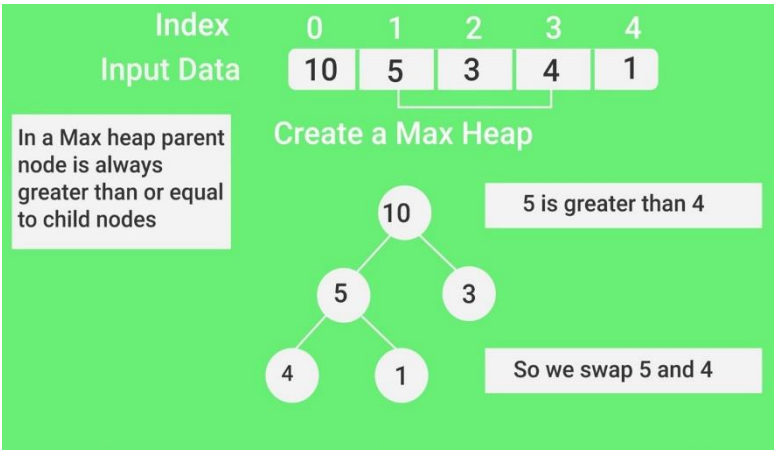 Index 0 1 2 3 4
Input Data 10 5 3 4 1
In a Max heap parent
node is always
greater than or equal
to child nodes
Create a Max Heap
10
5 is greater than 4
5 3
4 1
So we swap 5 and 4